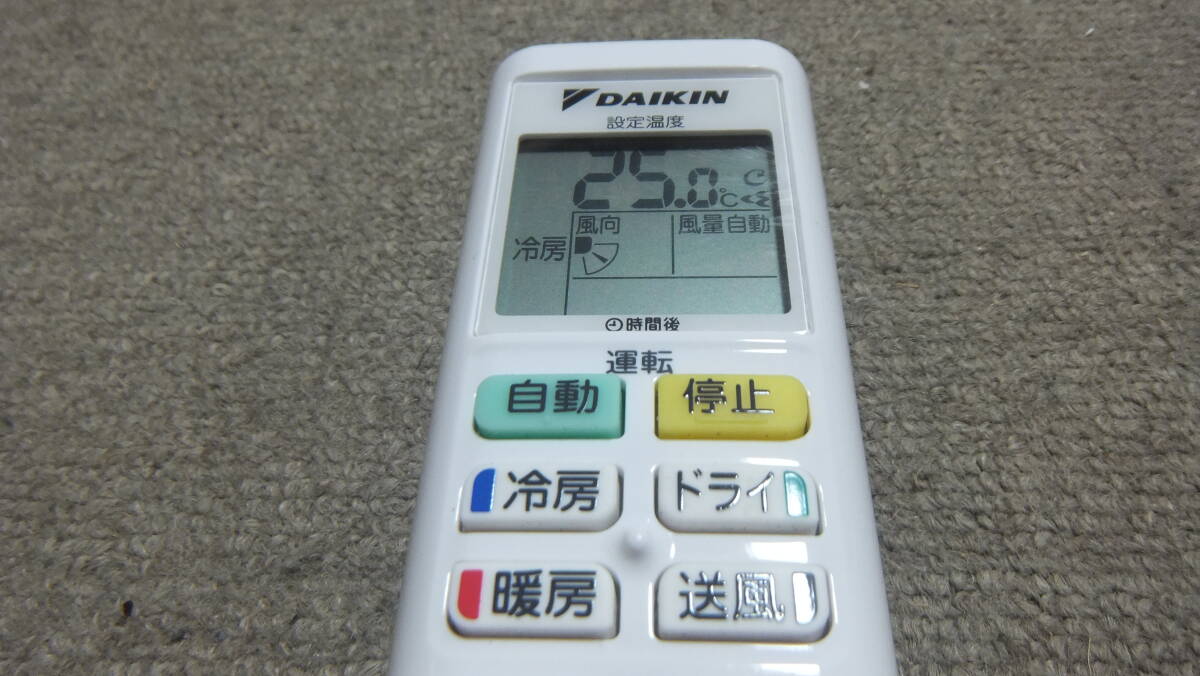 DAIKIN
設定温度
25.0℃
風向 風量自動
冷房
時間後
運転
自動 停止
冷房 ドライ
暖房 送風